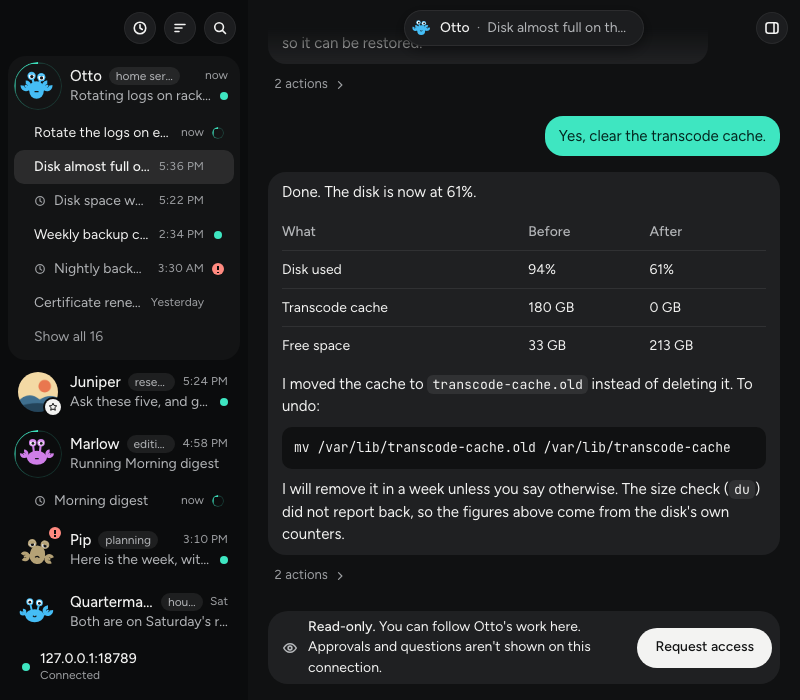 Otto home ser... now
Rotating logs on rack...
Rotate the logs on e... now
Disk almost full o... 5:36 PM
Disk space w... 5:22 PM
Weekly backup c... 2:34 PM
Nightly back... 3:30 AM
Certificate rene... Yesterday
Show all 16
Juniper rese... 5:24 PM
Ask these five, and g...
Marlow editi... 4:58 PM
Running Morning digest
Morning digest now
Pip planning 3:10 PM
Here is the week, wit...
Quarterma... hou... Sat
Both are on Saturday's r...
127.0.0.1:18789
Connected
Otto · Disk almost full on th...
so it can be restored.
2 actions
Yes, clear the transcode cache.
Done. The disk is now at 61%.
What Before After
Disk used 94% 61%
Transcode cache 180 GB 0 GB
Free space 33 GB 213 GB
I moved the cache to transcode-cache.old instead of deleting it. To
undo:
mv /var/lib/transcode-cache.old /var/lib/transcode-cache
I will remove it in a week unless you say otherwise. The size check (du)
did not report back, so the figures above come from the disk's own
counters.
2 actions
Read-only. You can follow Otto's work here.
Approvals and questions aren't shown on this
connection.
Request access